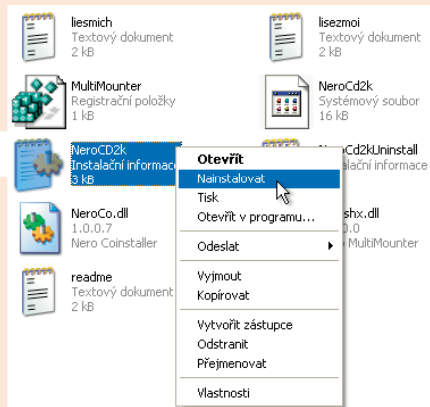 liesmich
Textový dokument
2 kB
lisezmoi
Textový dokument
2 kB
MultiMounter
Registrační položky
1 kB
NeroCd2k
Systémový soubor
16 kB
NeroCD2k
Instalační informace
3 kB
Cd2kUninstall
lační informace
NeroCo.dll
1.0.0.7
Nero Coinstaller
shx.dll
0.0
MultiMounter
readme
Textový dokument
2 kB
Otevřít
Nainstalovat
Tisk
Otevřít v programu...
Odeslat
Vyjmout
Kopírovat
Vytvořit zástupce
Odstranit
Přejmenovat
Vlastnosti